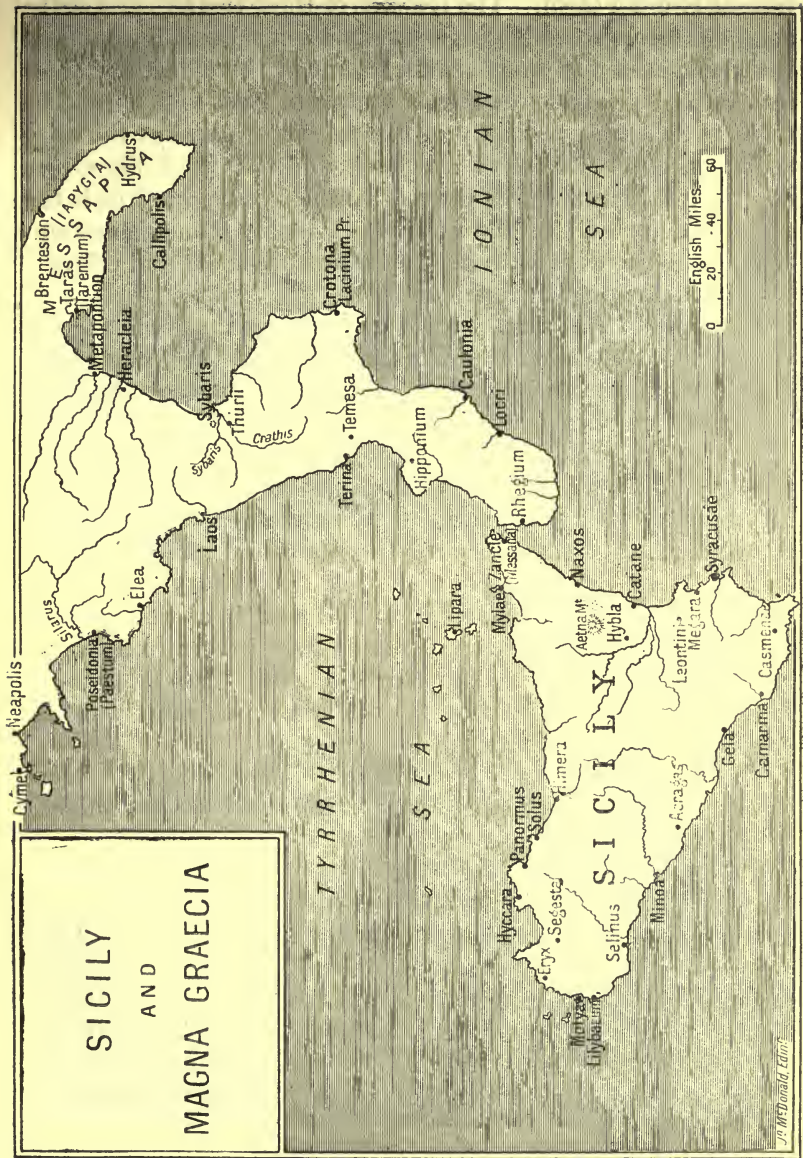 SICILY
AND
MAGNA GRAECIA
Cyme
Neapolis
Silarus
Poseidonia
(Paestum)
Elea
Laos
Metapontion
Heracleia
Taras
(Tarentum)
Brentesion
MESSAPIA
(IAPYGIA)
Hydrus
Callipolis
Sybaris
Sibaris
Thurii
Crathis
Crotona
Lacinium Pr.
Terina
Temesa
Hipponium
Caulonia
Locri
Rhegium
TYRRHENIAN
SEA
IONIAN
SEA
Lipara
Mylae
Zancle
(Massana)
Naxos
Aetna Mt
Hybla
Catane
Leontini
Megara
Syracusae
Casmenae
Camarina
Gela
Acragas
Minoa
Selinus
SICILY
Himera
Solus
Panormus
Hyccara
Segesta
Eryx
Motya
Lilybaeum
English Miles
0 20 40 60
Jn. McDonald, Edinr.